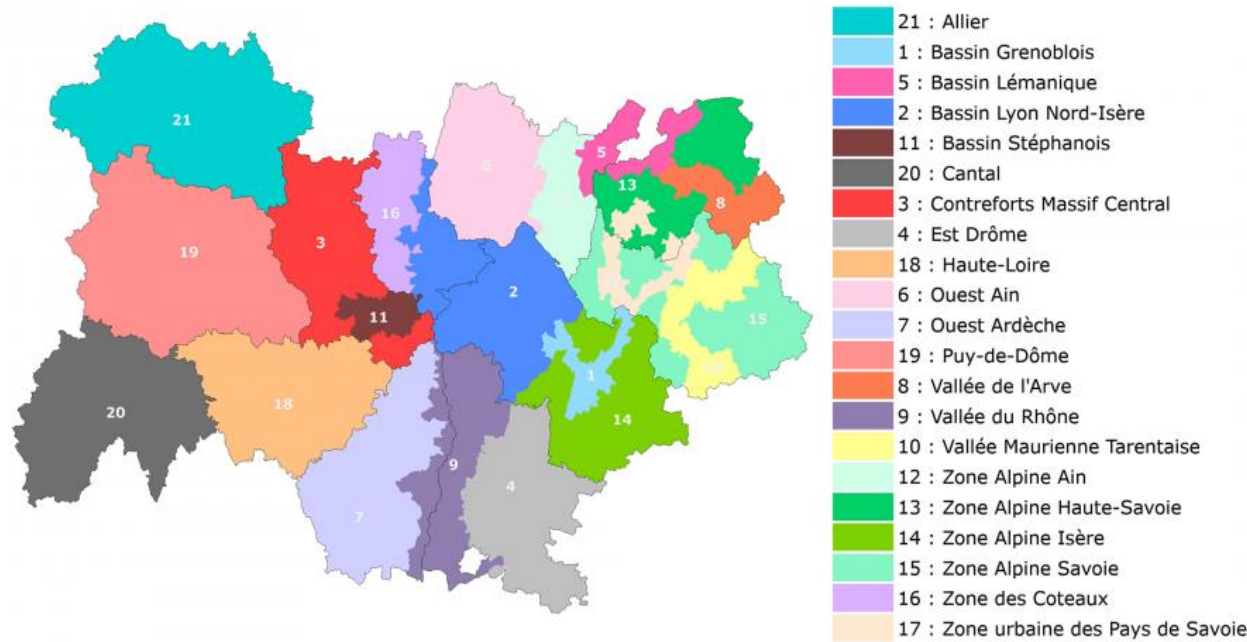 21
6
5
13
8
16
3
19
2
11
15
10
1
18
20
14
9
4
7
21 : Allier
1 : Bassin Grenoblois
5 : Bassin Lémanique
2 : Bassin Lyon Nord-Isère
11 : Bassin Stéphanois
20 : Cantal
3 : Contreforts Massif Central
4 : Est Drôme
18 : Haute-Loire
6 : Ouest Ain
7 : Ouest Ardèche
19 : Puy-de-Dôme
8 : Vallée de l'Arve
9 : Vallée du Rhône
10 : Vallée Maurienne Tarentaise
12 : Zone Alpine Ain
13 : Zone Alpine Haute-Savoie
14 : Zone Alpine Isère
15 : Zone Alpine Savoie
16 : Zone des Coteaux
17 : Zone urbaine des Pays de Savoie